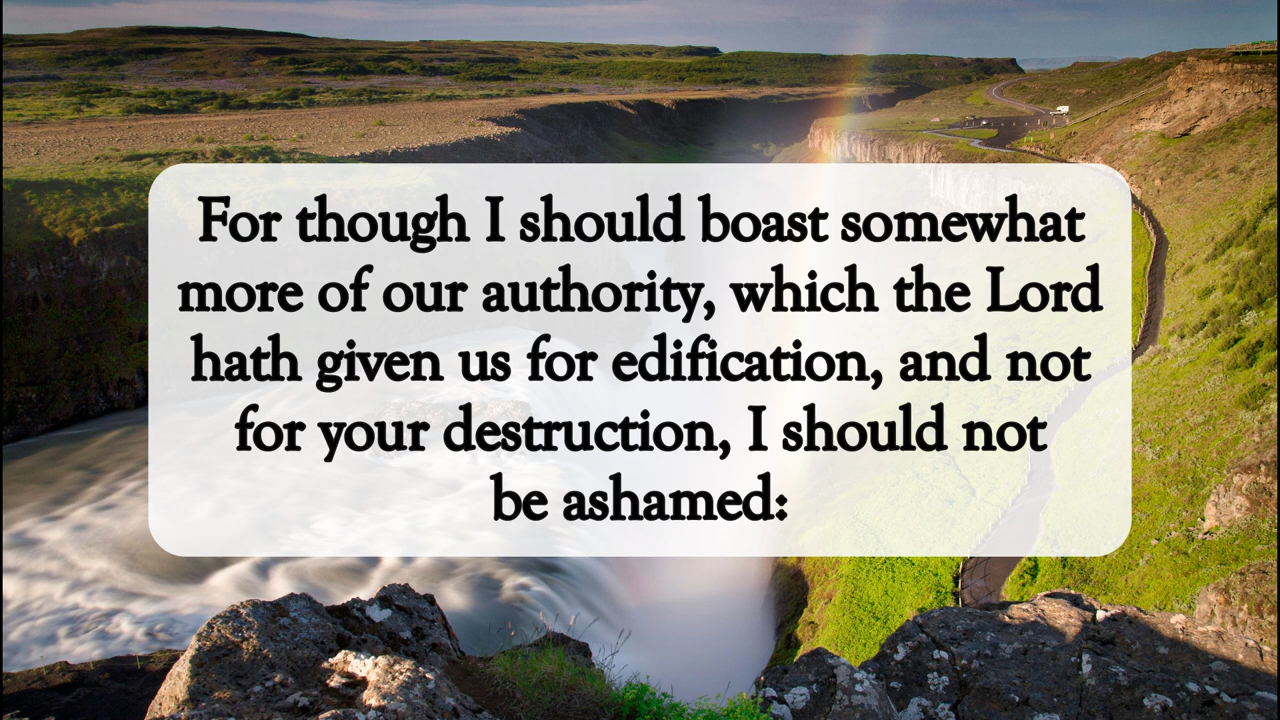 For though I should boast somewhat
more of our authority, which the Lord
hath given us for edification, and not
for your destruction, I should not
be ashamed: